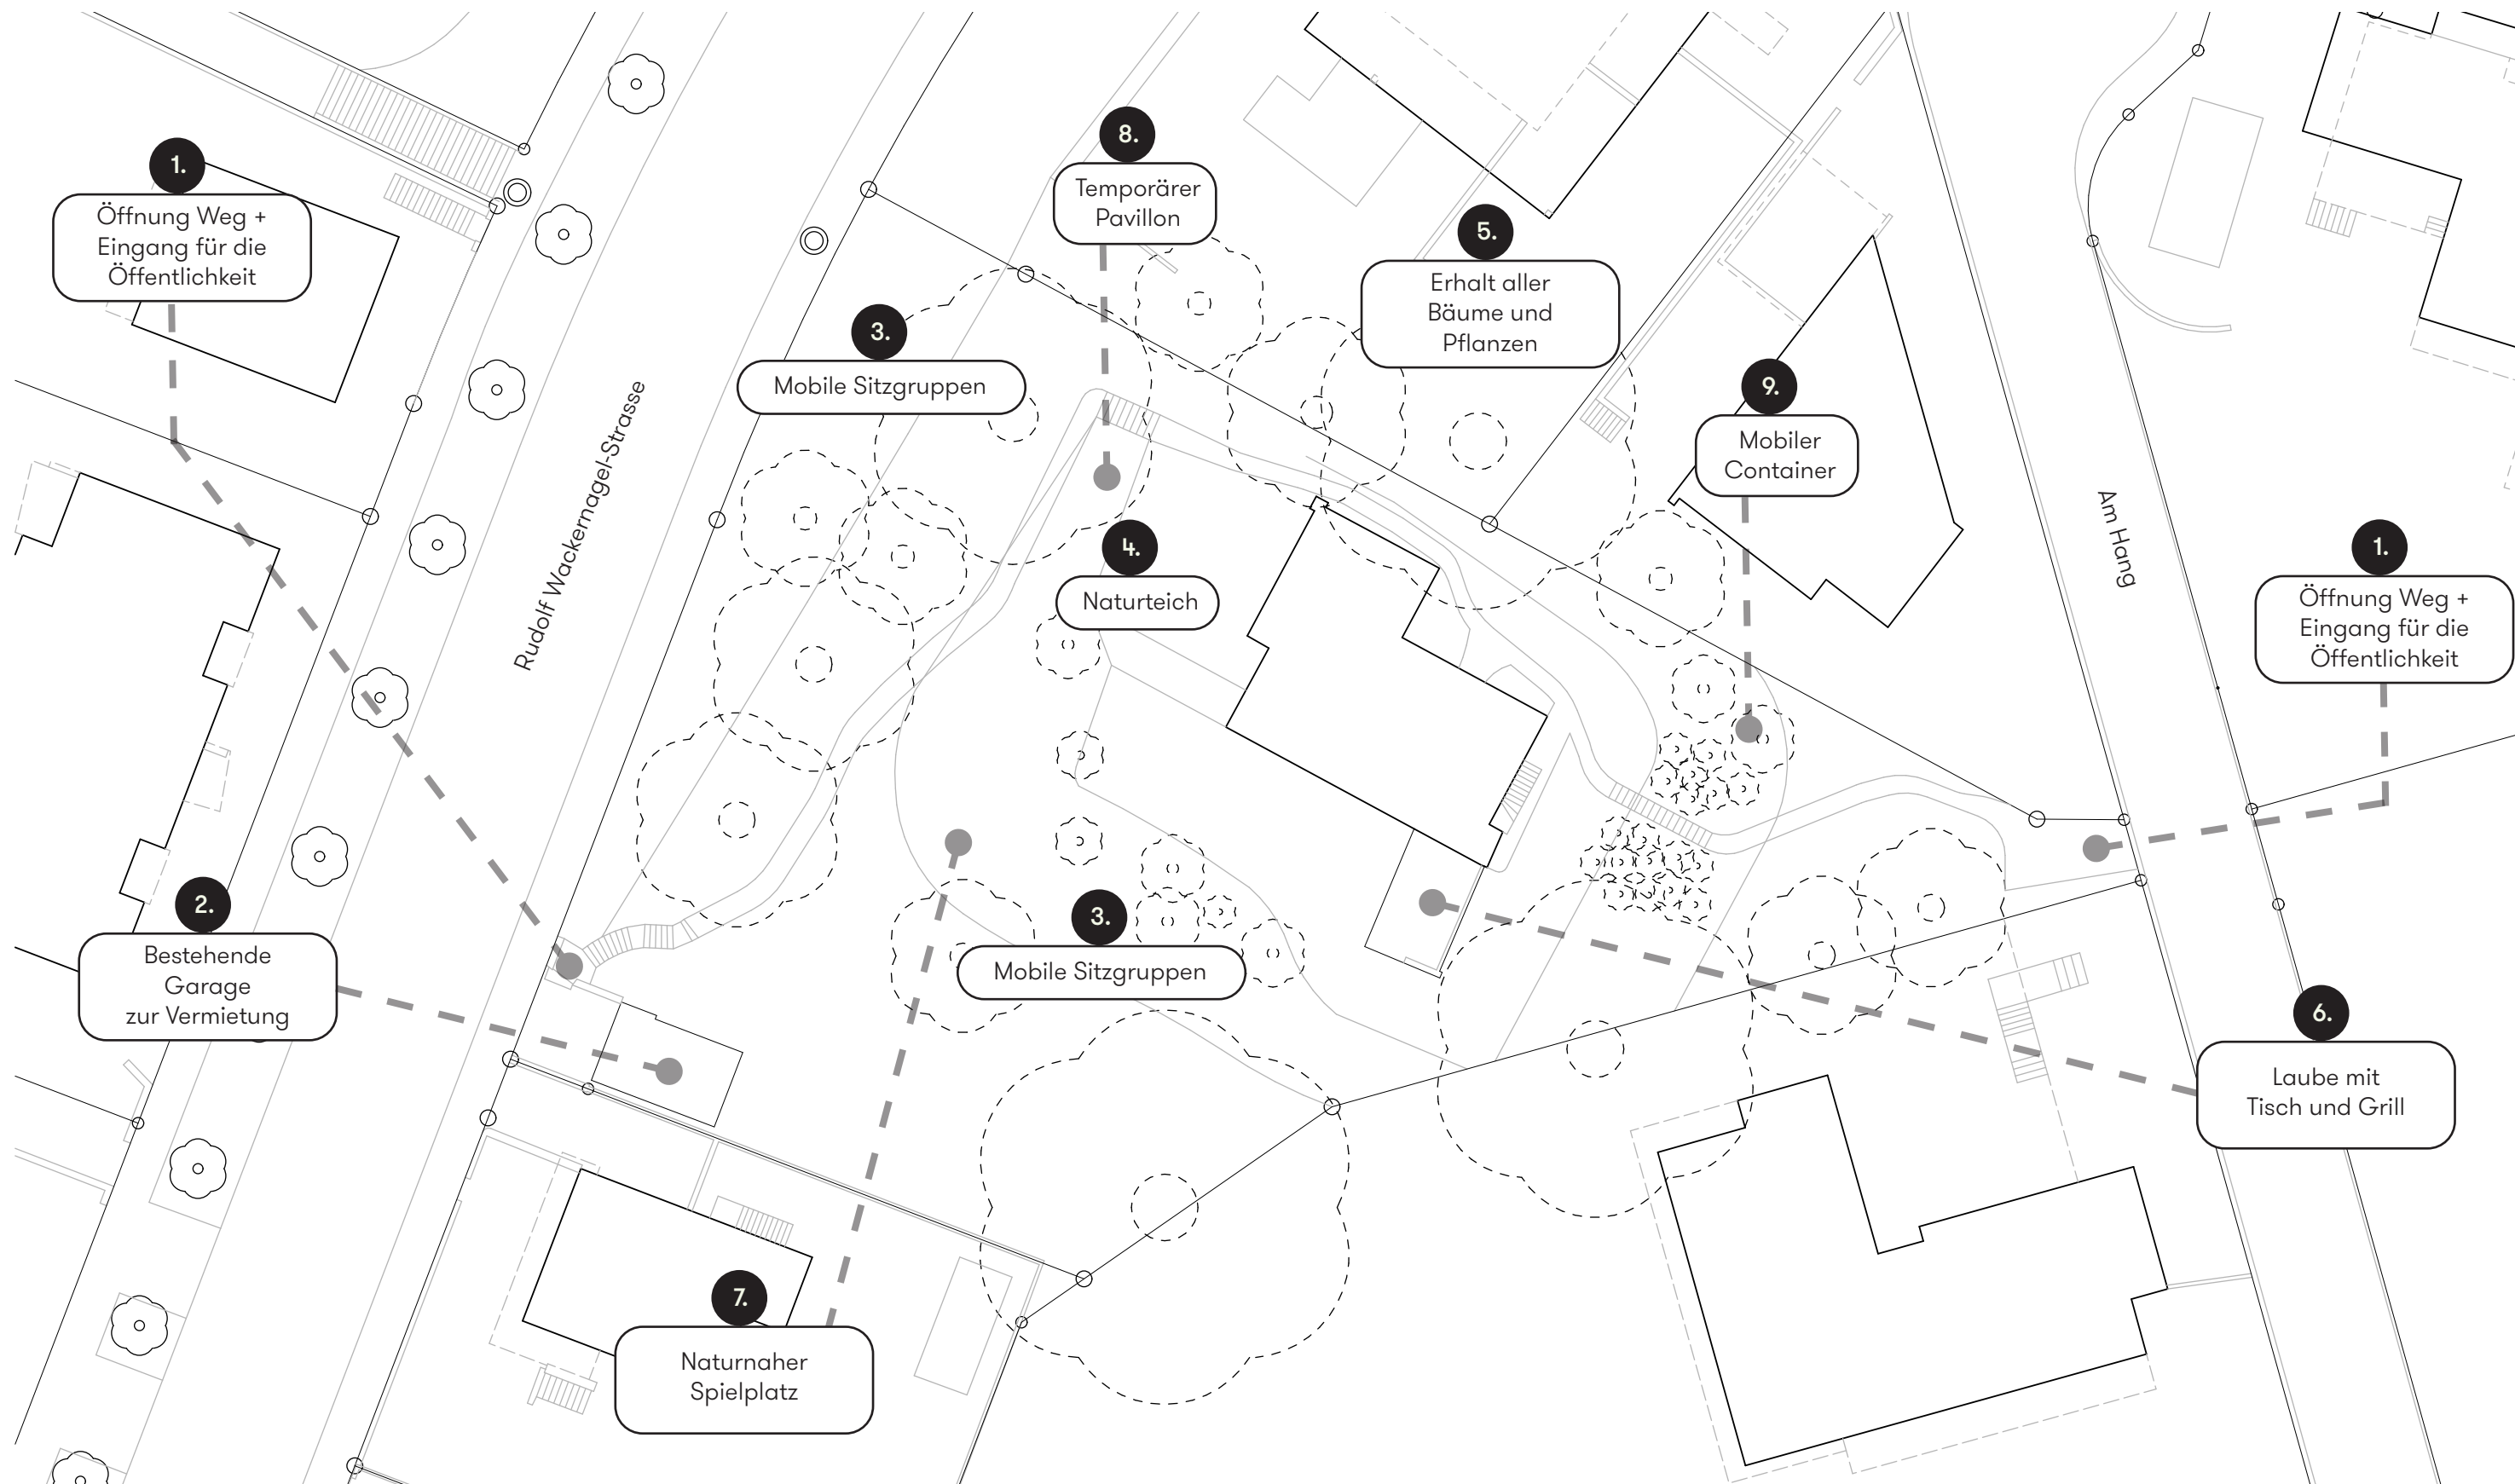 1.
Öffnung Weg +
Eingang für die
Öffentlichkeit
8.
Temporärer
Pavillon
5.
Erhalt aller
Bäume und
Pflanzen
3.
Mobile Sitzgruppen
9.
Mobiler
Container
Rudolf Wackernagel-Strasse
4.
Naturteich
Am Hang
1.
Öffnung Weg +
Eingang für die
Öffentlichkeit
2.
Bestehende
Garage
zur Vermietung
3.
Mobile Sitzgruppen
6.
Laube mit
Tisch und Grill
7.
Naturnaher
Spielplatz